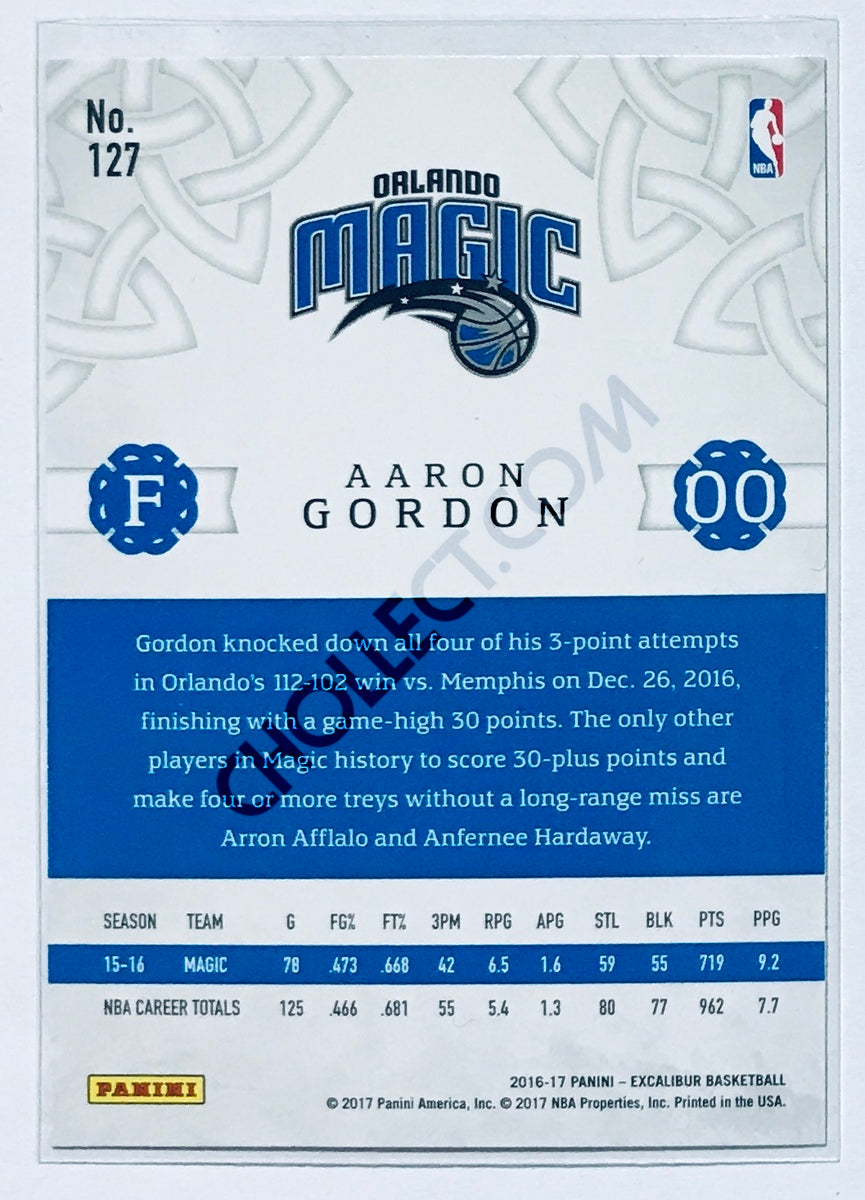 No.
127
NBA
ORLANDO
MAGIC
F
AARON
GORDON
00
CHOLLECT.COM
Gordon knocked down all four of his 3-point attempts
in Orlando's 112-102 win vs. Memphis on Dec. 26, 2016,
finishing with a game-high 30 points. The only other
players in Magic history to score 30-plus points and
make four or more treys without a long-range miss are
Arron Afflalo and Anfernee Hardaway.
SEASON TEAM G FG% FT% 3PM RPG APG STL BLK PTS PPG
15-16 MAGIC 78 .473 .668 42 6.5 1.6 59 55 719 9.2
NBA CAREER TOTALS 125 .466 .681 55 5.4 1.3 80 77 962 7.7
PANINI
2016-17 PANINI – EXCALIBUR BASKETBALL
© 2017 Panini America, Inc. © 2017 NBA Properties, Inc. Printed in the USA.